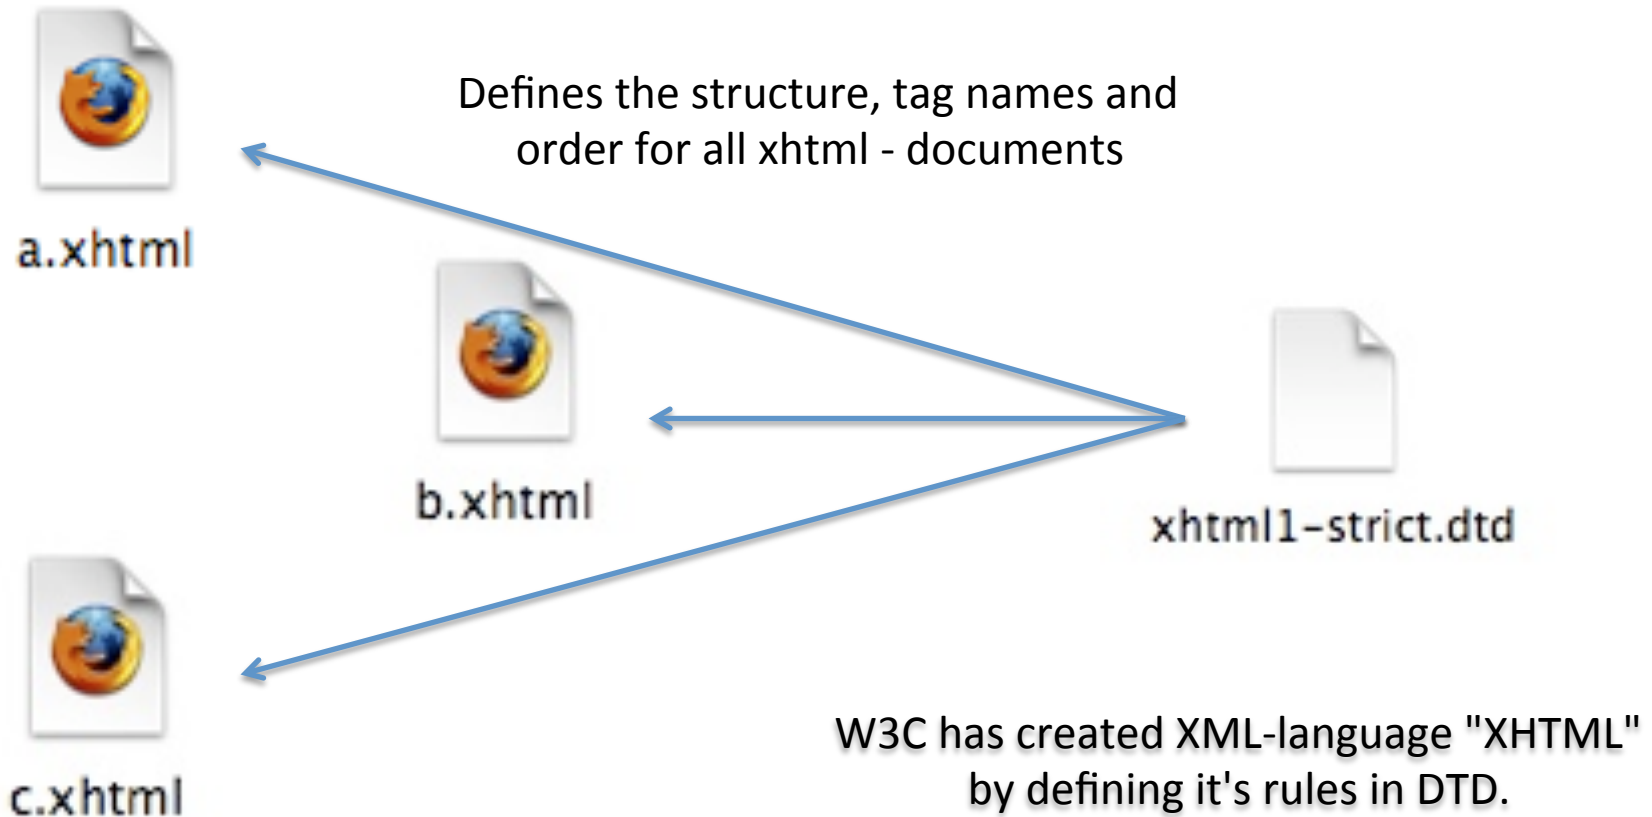 Defines the structure, tag names and
order for all xhtml - documents
a.xhtml
b.xhtml
xhtml1-strict.dtd
W3C has created XML-language "XHTML"
by defining it's rules in DTD.
c.xhtml